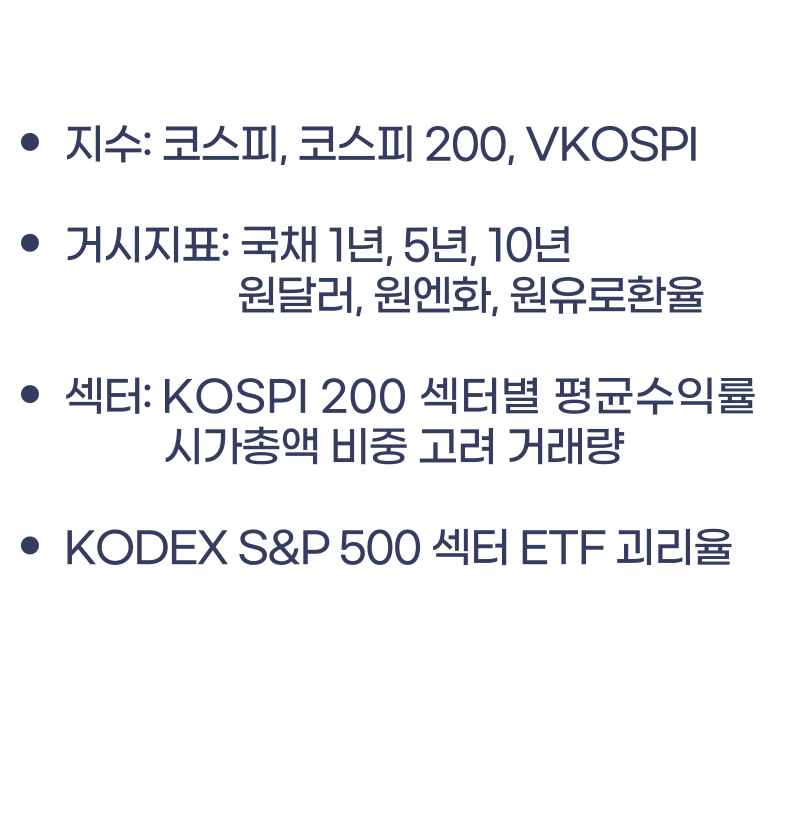 • 지수: 코스피, 코스피 200, VKOSPI
• 거시지표: 국채 1년, 5년, 10년
원달러, 원엔화, 원유로환율
• 섹터: KOSPI 200 섹터별 평균수익률
시가총액 비중 고려 거래량
• KODEX S&P 500 섹터 ETF 괴리율